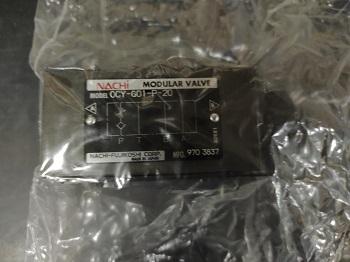 NACHi MODULAR VALVE
MODEL OCY-G01-P-20
P
NACHI-FUJIKOSHI CORP.
MADE IN JAPAN
MFG. 970 3837